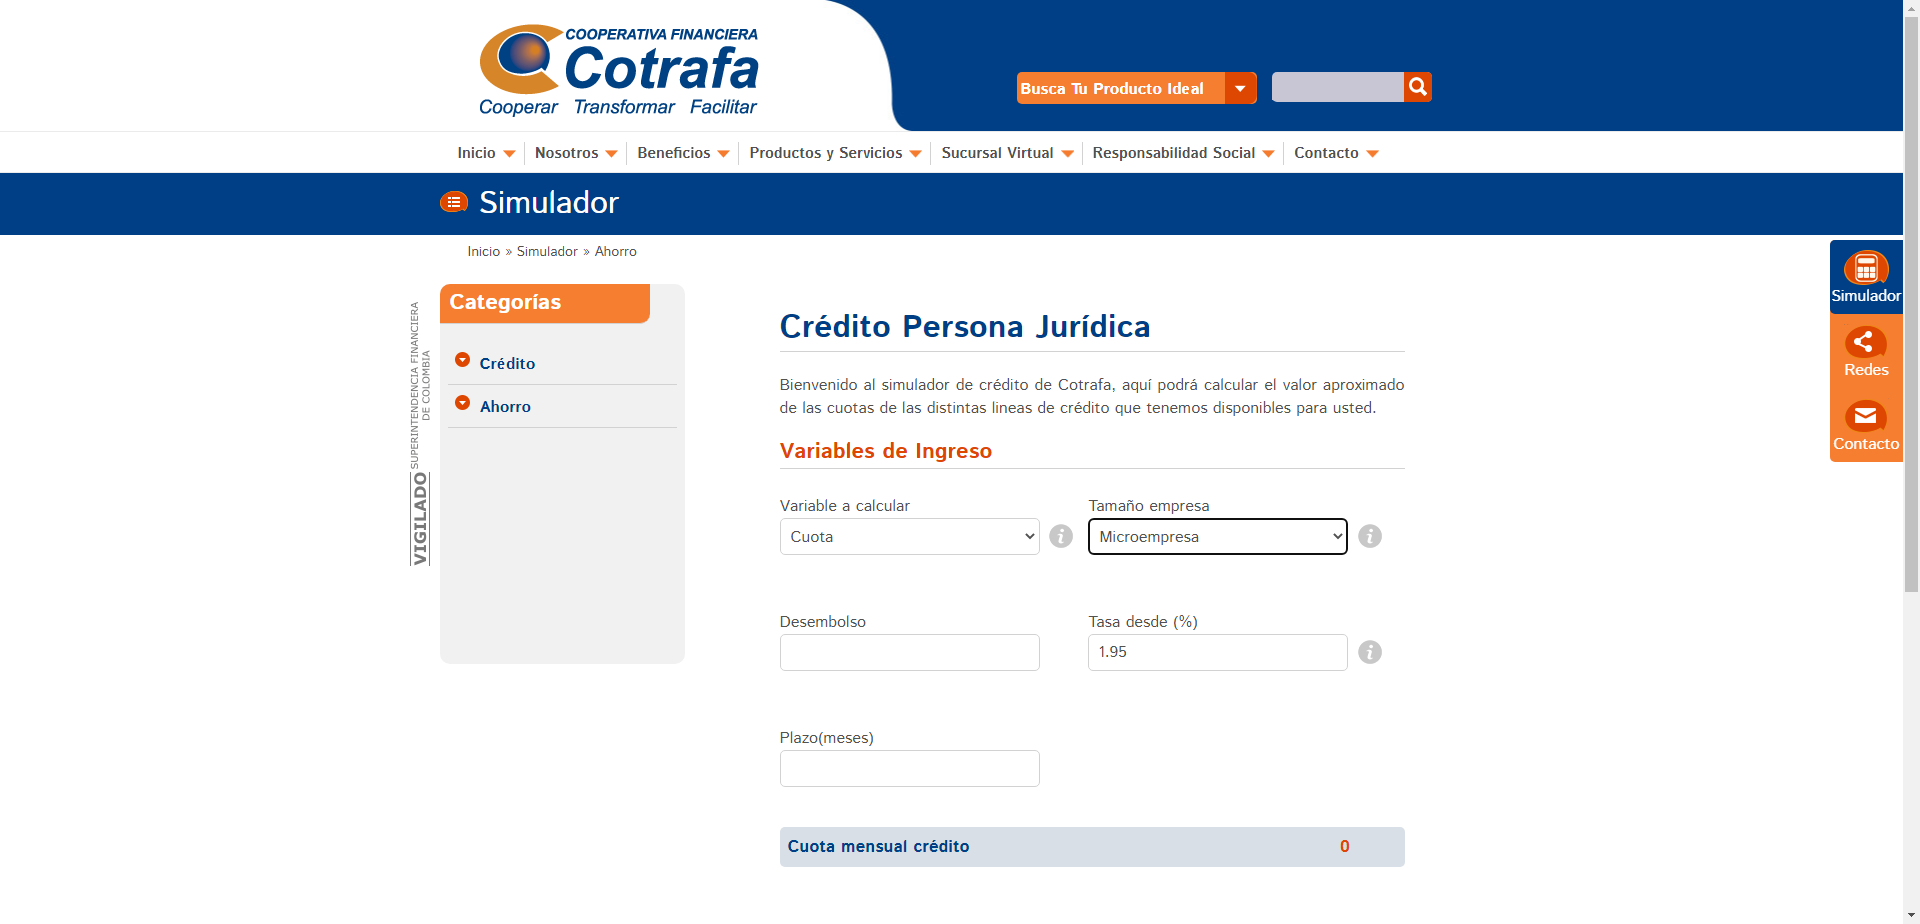 COOPERATIVA FINANCIERA
Cotrafa
Cooperar Transformar Facilitar
Busca Tu Producto Ideal
Inicio Nosotros Beneficios Productos y Servicios Sucursal Virtual Responsabilidad Social Contacto
Simulador
Inicio » Simulador » Ahorro
VIGILADO SUPERINTENDENCIA FINANCIERA
DE COLOMBIA
Categorías
Crédito
Ahorro
Crédito Persona Jurídica
Bienvenido al simulador de crédito de Cotrafa, aquí podrá calcular el valor aproximado
de las cuotas de las distintas lineas de crédito que tenemos disponibles para usted.
Variables de Ingreso
Variable a calcular Tamaño empresa
Cuota i Microempresa i
Desembolso Tasa desde (%)
1.95 i
Plazo(meses)
Cuota mensual crédito 0
Simulador
Redes
Contacto